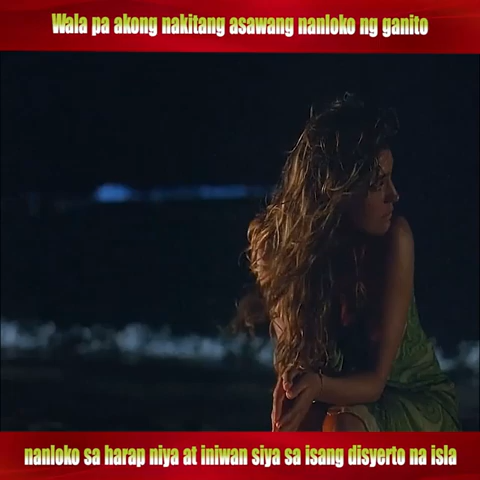 Wala pa akong nakitang asawang nanloko ng ganito
nanloko sa harap niya at iniwan siya sa isang disyerto na isla